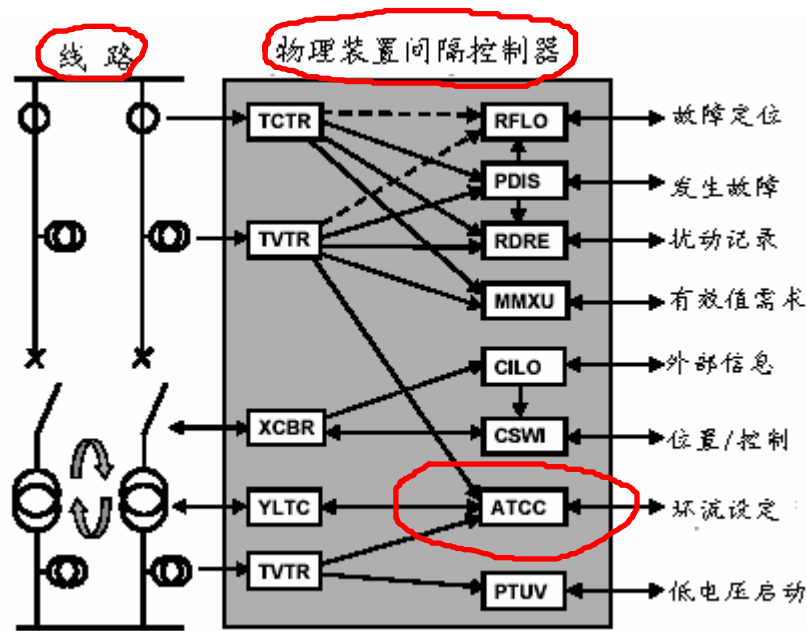 线 路
物理装置间隔控制器
TCTR
RFLO
故障定位
PDIS
发生故障
TVTR
RDRE
扰动记录
MMXU
有效值需求
CILO
外部信息
XCBR
CSWI
位置/控制
YLTC
ATCC
环流设定
TVTR
PTUV
低电压启动